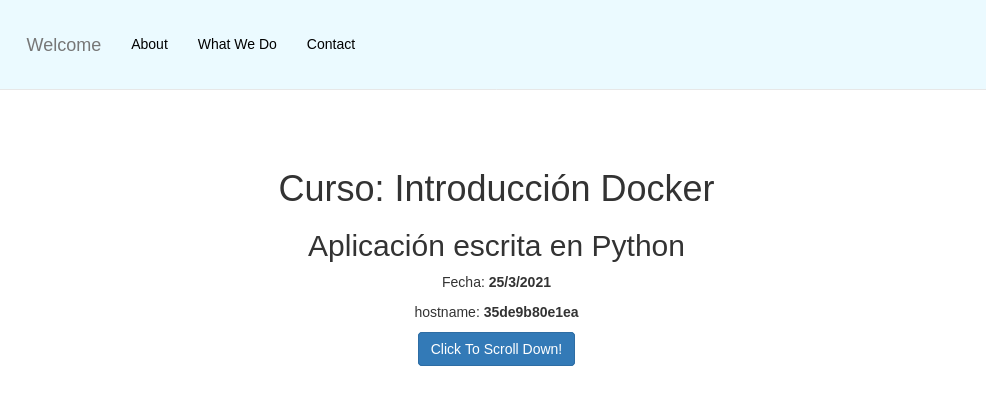 Welcome About What We Do Contact
Curso: Introducción Docker
Aplicación escrita en Python
Fecha: 25/3/2021
hostname: 35de9b80e1ea
Click To Scroll Down!